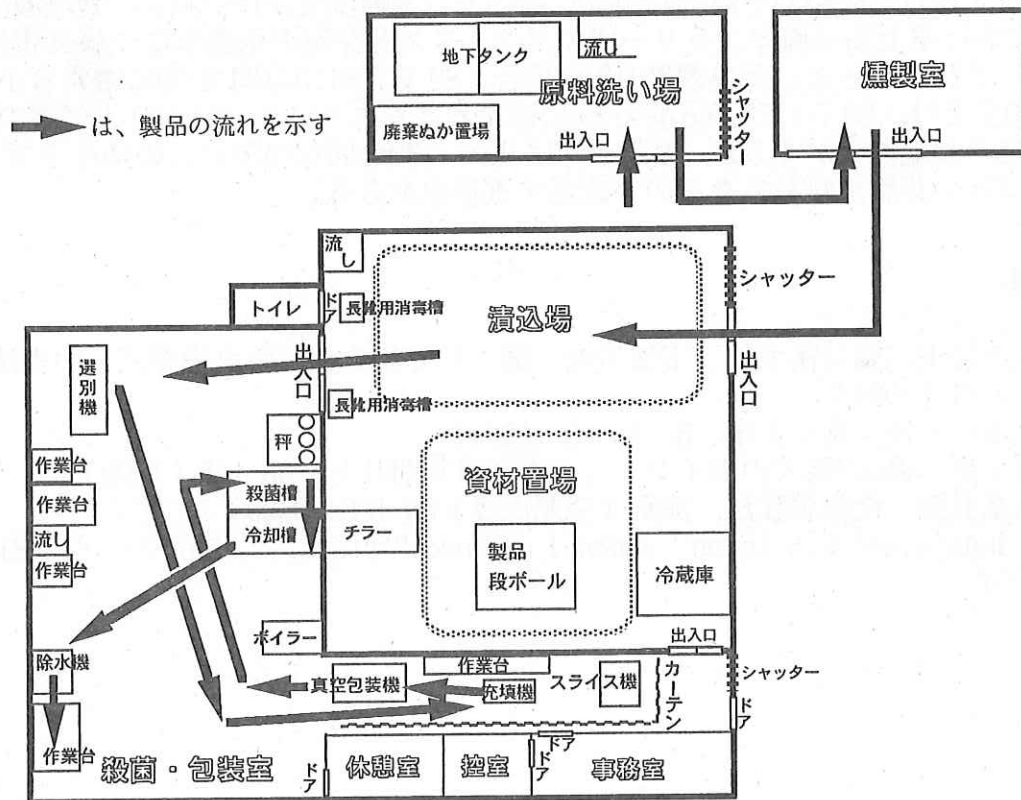 地下タンク
流し
原料洗い場
廃棄ぬか置場
出入口
シャッター
燻製室
出入口
は、製品の流れを示す
流し
トイレ
ドア
長靴用消毒槽
漬込場
シャッター
出入口
出入口
長靴用消毒槽
選別機
秤
作業台
作業台
流し
作業台
殺菌槽
冷却槽
チラー
資材置場
製品
段ボール
冷蔵庫
ボイラー
出入口
除水機
作業台
真空包装機
充填機
作業台
スライス機
カーテン
シャッター
ドア
殺菌・包装室
ドア
休憩室
控室
ドア
ドア
事務室